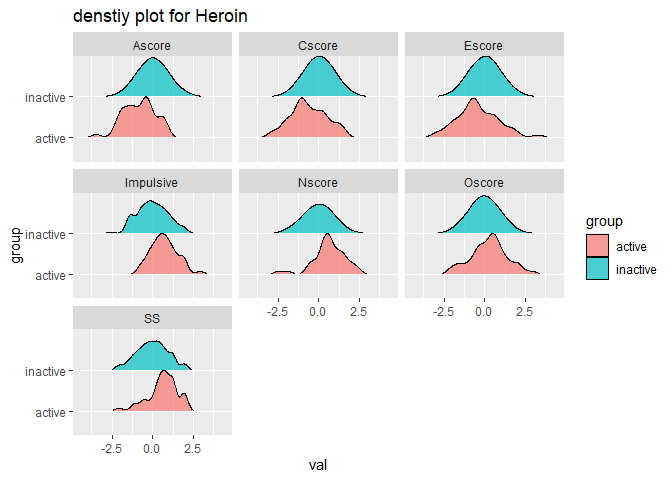 denstiy plot for Heroin
Ascore
Cscore
Escore
inactive
active
Impulsive
Nscore
Oscore
inactive
active
-2.5 0.0 2.5
-2.5 0.0 2.5
SS
inactive
active
-2.5 0.0 2.5
group
val
group
active
inactive